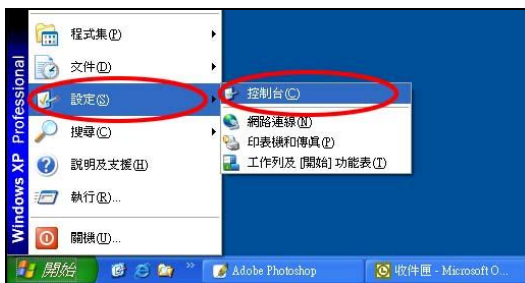 Windows XP Professional
程式集(P)
文件(D)
設定(S)
控制台(C)
搜尋(C)
網路連線(N)
印表機和傳真(P)
說明及支援(H)
工作列及 [開始] 功能表(T)
執行(R)...
關機(U)...
開始
Adobe Photoshop
收件匣 - Microsoft O...